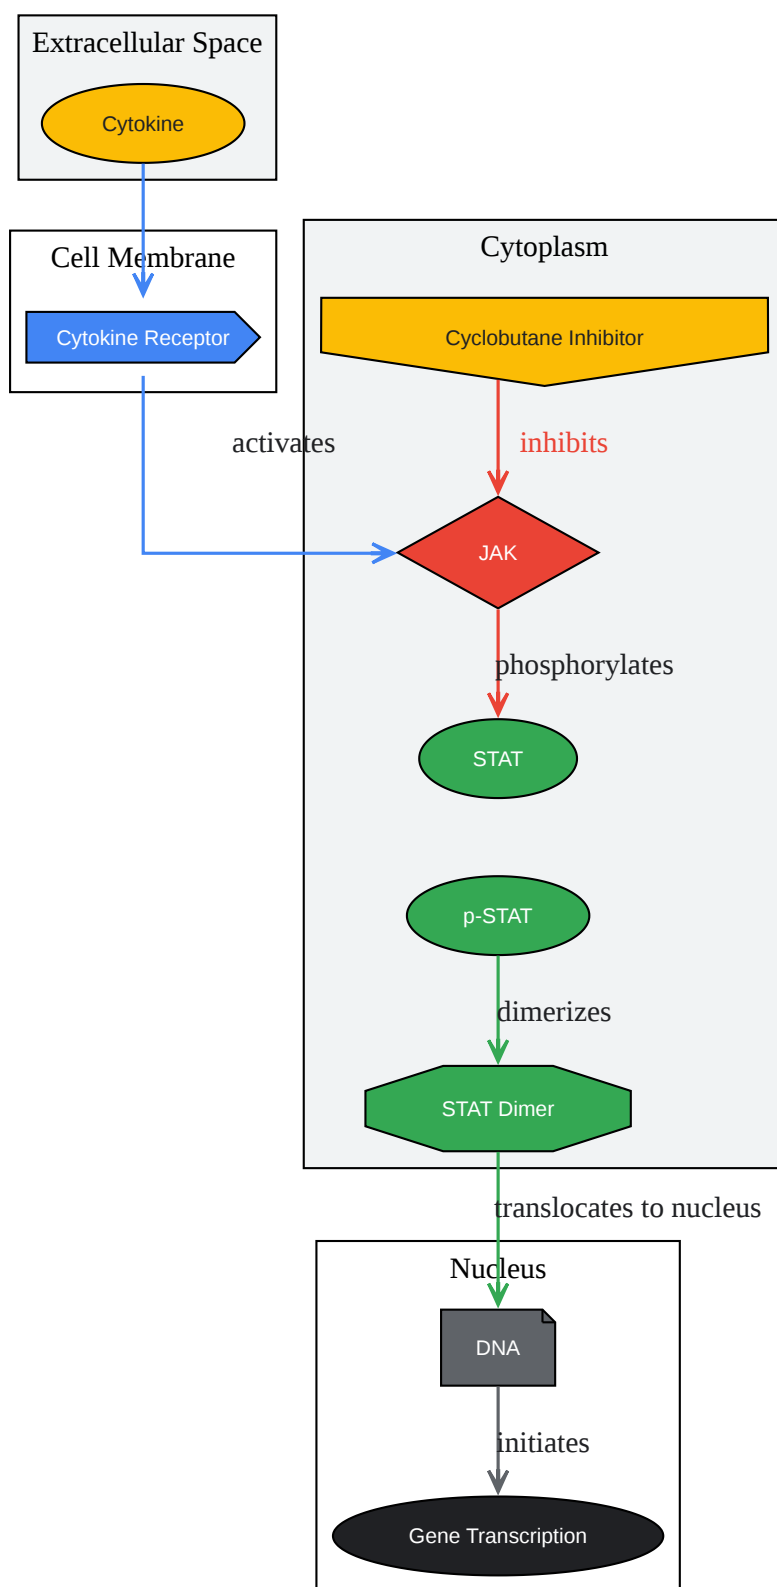 Extracellular Space
Cytokine
Cell Membrane
Cytokine Receptor
Cytoplasm
Cyclobutane Inhibitor
activates
inhibits
JAK
phosphorylates
STAT
p-STAT
dimerizes
STAT Dimer
translocates to nucleus
Nucleus
DNA
initiates
Gene Transcription